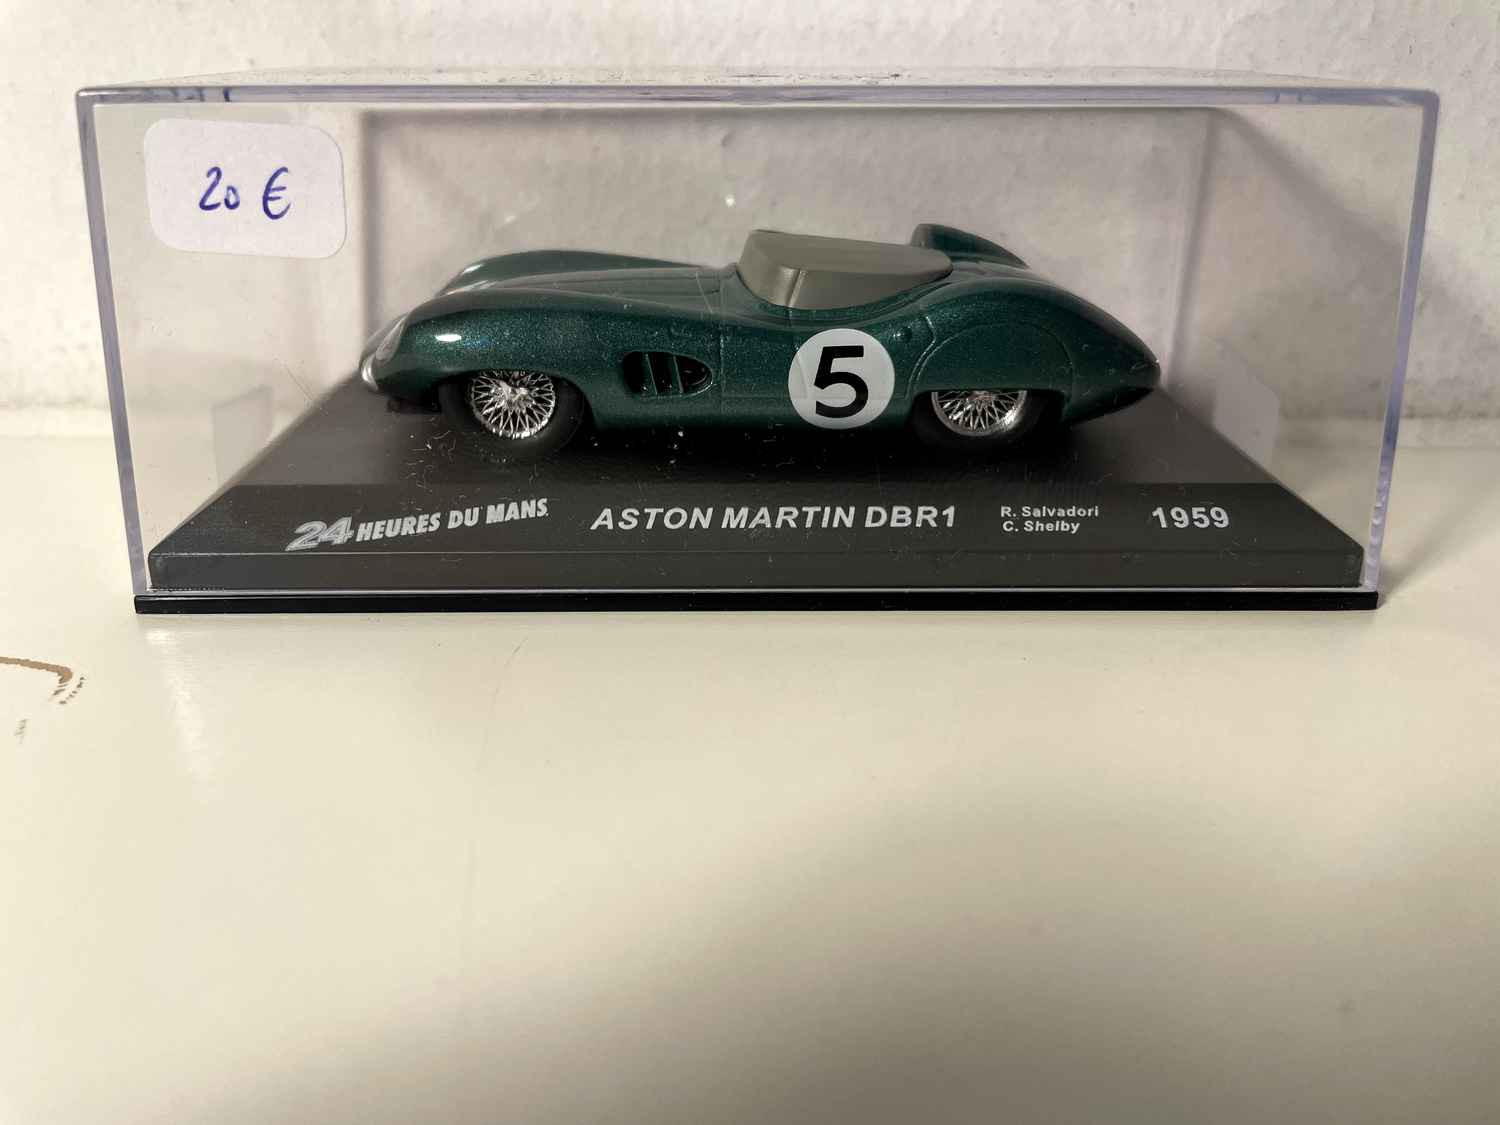 20 €
5
24 HEURES DU MANS
ASTON MARTIN DBR1
R. Salvadori
C. Shelby
1959